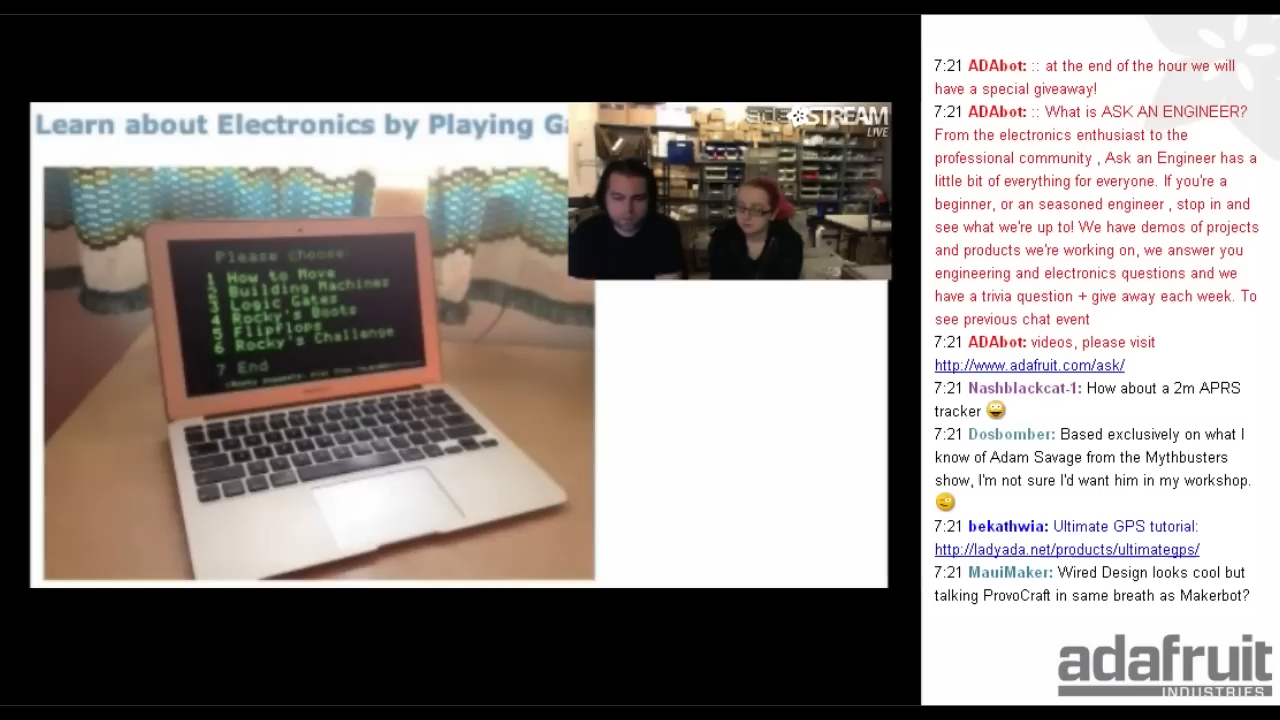 Learn about Electronics by Playing Ga
STREAM
LIVE
Please choose:
1 How to Move
2 Building Machines
3 Logic Gates
4 Rocky's Boots
5 Flipflops
6 Rocky's Challenge
7 End
7:21 ADAbot: :: at the end of the hour we will
have a special giveaway!
7:21 ADAbot: :: What is ASK AN ENGINEER?
From the electronics enthusiast to the
professional community , Ask an Engineer has a
little bit of everything for everyone. If you're a
beginner, or an seasoned engineer , stop in and
see what we're up to! We have demos of projects
and products we're working on, we answer you
engineering and electronics questions and we
have a trivia question + give away each week. To
see previous chat event
7:21 ADAbot: videos, please visit
http://www.adafruit.com/ask/
7:21 Nashblackcat-1: How about a 2m APRS
tracker
7:21 Dosbomber: Based exclusively on what I
know of Adam Savage from the Mythbusters
show, I'm not sure I'd want him in my workshop.
7:21 bekathwia: Ultimate GPS tutorial:
http://ladyada.net/products/ultimategps/
7:21 MauiMaker: Wired Design looks cool but
talking ProvoCraft in same breath as Makerbot?
adafruit
INDUSTRIES